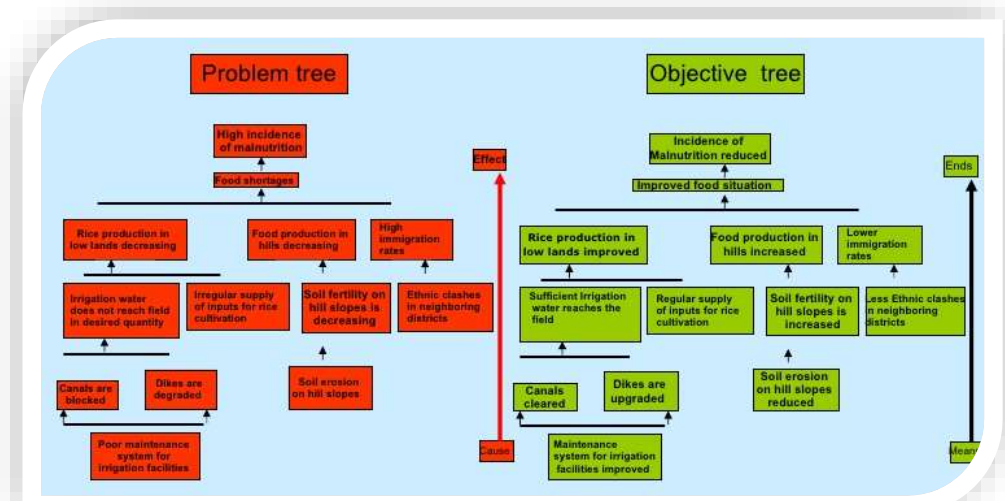 Problem tree
High incidence
of malnutrition
Food shortages
Rice production in
low lands decreasing
Food production in
hills decreasing
High
immigration
rates
Irrigation water
does not reach field
in desired quantity
Irregular supply
of inputs for rice
cultivation
Soil fertility on
hill slopes is
decreasing
Ethnic clashes
in neighboring
districts
Canals are
blocked
Dikes are
degraded
Soil erosion
on hill slopes
Poor maintenance
system for
irrigation facilities
Effect
Cause
Objective tree
Incidence of
Malnutrition reduced
Improved food situation
Rice production in
low lands improved
Food production in
hills increased
Lower
immigration
rates
Sufficient Irrigation
water reaches the
field
Regular supply
of inputs for rice
cultivation
Soil fertility on
hill slopes is
increased
Less Ethnic clashes
in neighboring
districts
Canals
cleared
Dikes are
upgraded
Soil erosion
on hill slopes
reduced
Maintenance
system for irrigation
facilities improved
Ends
Means